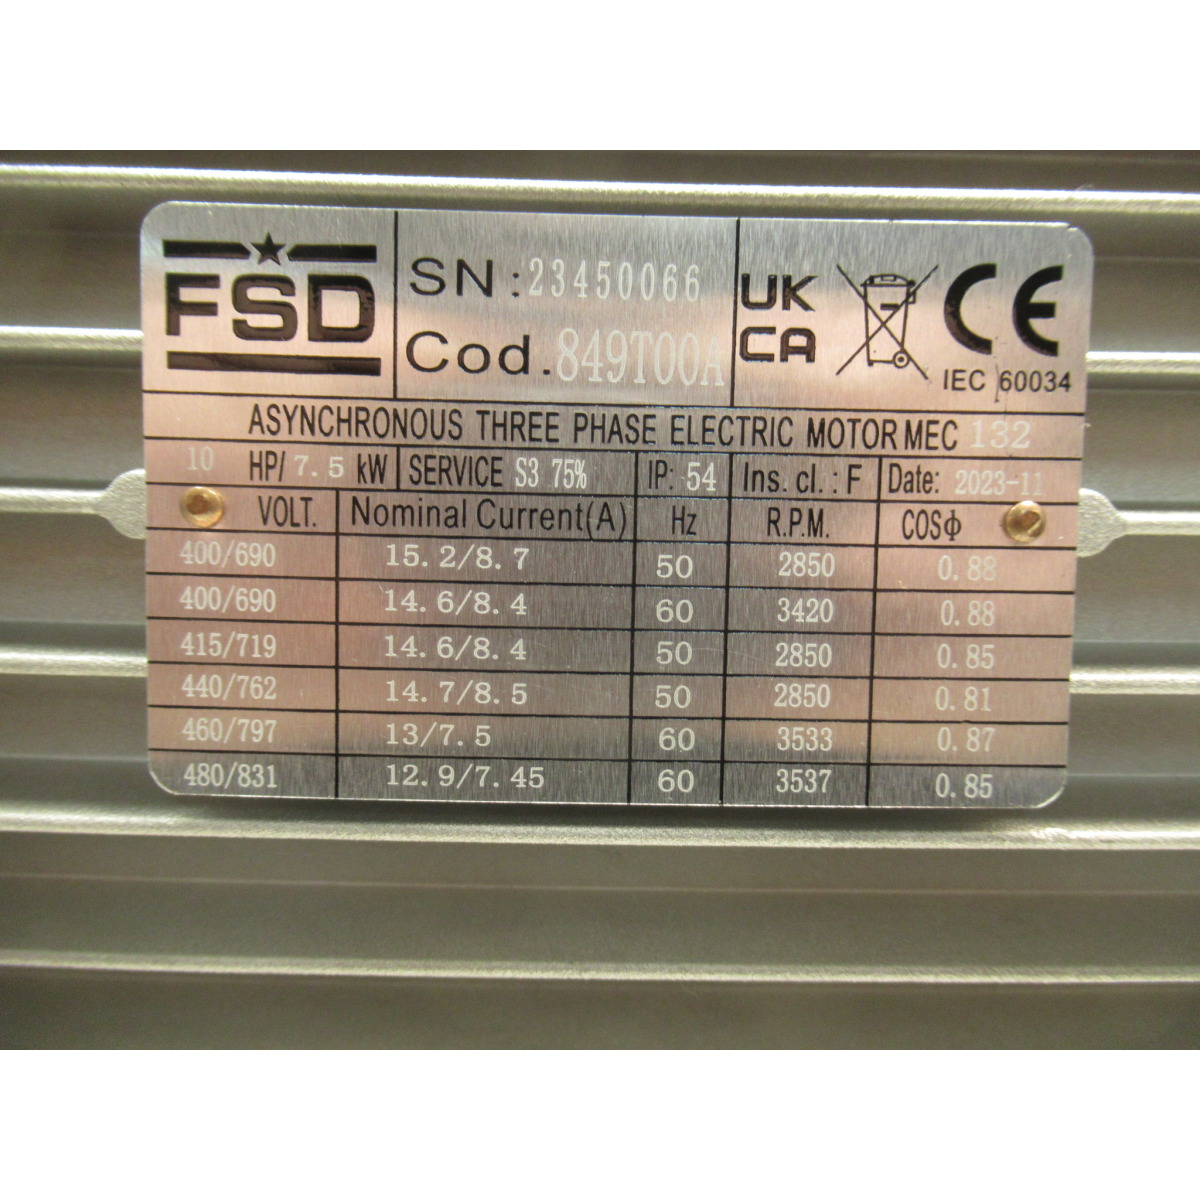 FSD
SN:23450066
Cod.849T00A
UK
CA
CE
IEC 60034
ASYNCHRONOUS THREE PHASE ELECTRIC MOTOR MEC 132
10 HP/ 7.5 kW SERVICE S3 75% IP: 54 Ins. cl. : F Date: 2023-11
VOLT. Nominal Current(A) Hz R.P.M. COSΦ
400/690 15.2/8.7 50 2850 0.88
400/690 14.6/8.4 60 3420 0.88
415/719 14.6/8.4 50 2850 0.85
440/762 14.7/8.5 50 2850 0.81
460/797 13/7.5 60 3533 0.87
480/831 12.9/7.45 60 3537 0.85